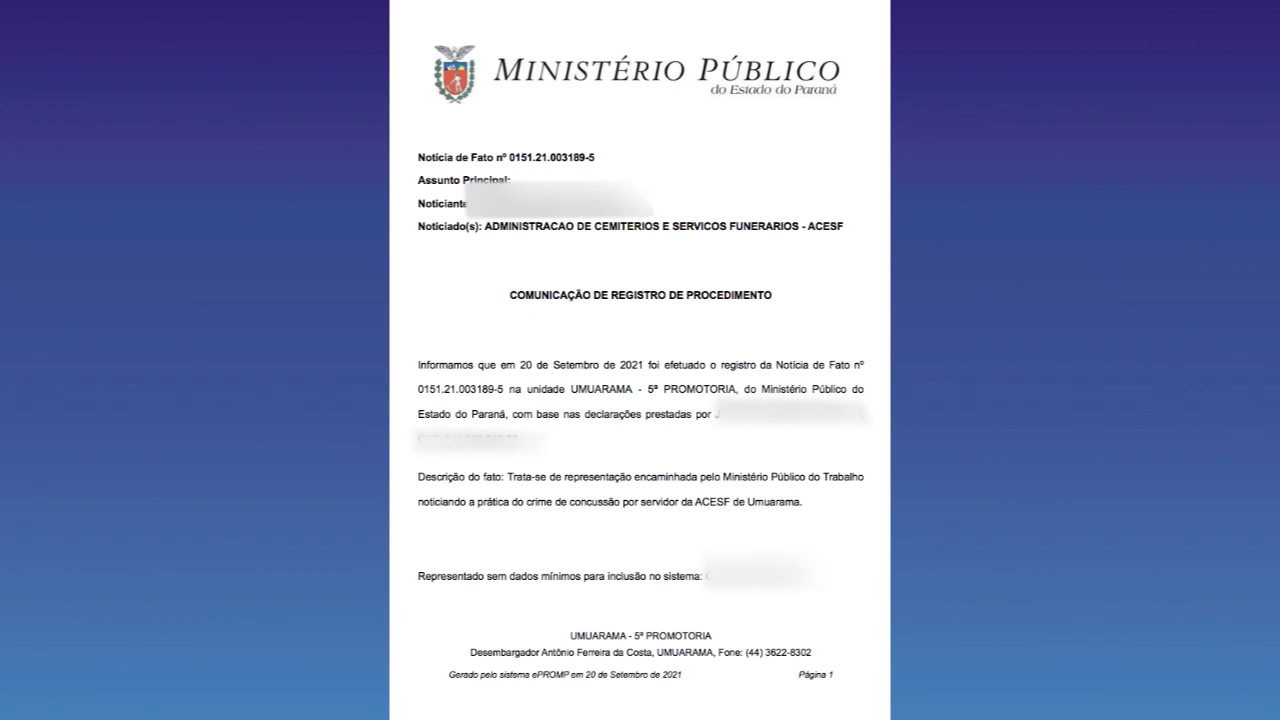 MINISTÉRIO PÚBLICO
do Estado do Paraná
Notícia de Fato nº 0151.21.003189-5
Assunto Principal:
Noticiante
Noticiado(s): ADMINISTRACAO DE CEMITERIOS E SERVICOS FUNERARIOS - ACESF
COMUNICAÇÃO DE REGISTRO DE PROCEDIMENTO
Informamos que em 20 de Setembro de 2021 foi efetuado o registro da Notícia de Fato nº
0151.21.003189-5 na unidade UMUARAMA - 5ª PROMOTORIA, do Ministério Público do
Estado do Paraná, com base nas declarações prestadas por
Descrição do fato: Trata-se de representação encaminhada pelo Ministério Público do Trabalho
noticiando a prática do crime de concussão por servidor da ACESF de Umuarama.
Representado sem dados mínimos para inclusão no sistema:
UMUARAMA - 5ª PROMOTORIA
Desembargador Antônio Ferreira da Costa, UMUARAMA, Fone: (44) 3622-8302
Gerado pelo sistema ePROMP em 20 de Setembro de 2021 Página 1